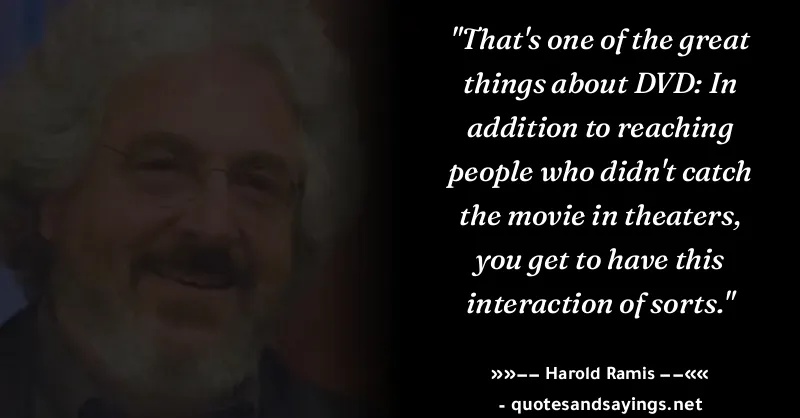 "That's one of the great
things about DVD: In
addition to reaching
people who didn't catch
the movie in theaters,
you get to have this
interaction of sorts."
»»−− Harold Ramis −−««
- quotesandsayings.net